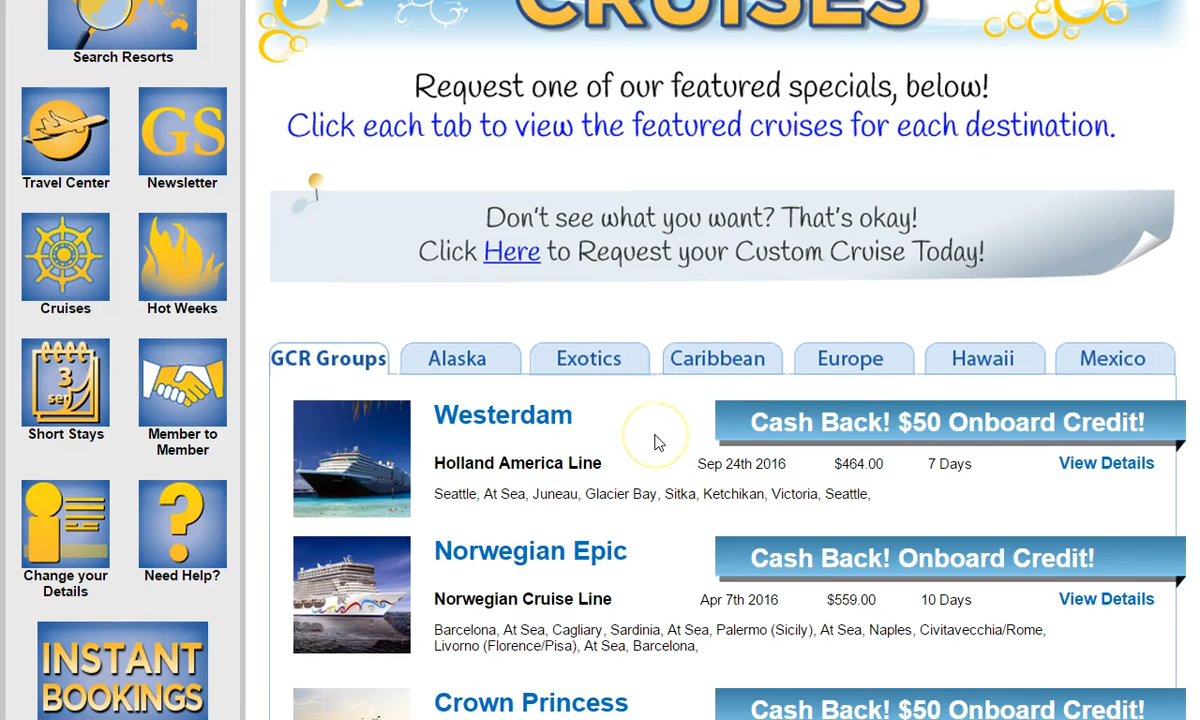 CRUISES
Search Resorts
Request one of our featured specials, below!
Click each tab to view the featured cruises for each destination.
GS
Travel Center
Newsletter
Don't see what you want? That's okay!
Click Here to Request your Custom Cruise Today!
Cruises
Hot Weeks
3
sep
Short Stays
Member to
Member
GCR Groups
Alaska
Exotics
Caribbean
Europe
Hawaii
Mexico
Westerdam
Cash Back! $50 Onboard Credit!
Holland America Line
Sep 24th 2016
$464.00
7 Days
View Details
Seattle, At Sea, Juneau, Glacier Bay, Sitka, Ketchikan, Victoria, Seattle,
?
Change your
Details
Need Help?
Norwegian Epic
Cash Back! Onboard Credit!
Norwegian Cruise Line
Apr 7th 2016
$559.00
10 Days
View Details
Barcelona, At Sea, Cagliary, Sardinia, At Sea, Palermo (Sicily), At Sea, Naples, Civitavecchia/Rome,
Livorno (Florence/Pisa), At Sea, Barcelona,
INSTANT
BOOKINGS
Crown Princess
Cash Back! $50 Onboard Credit!